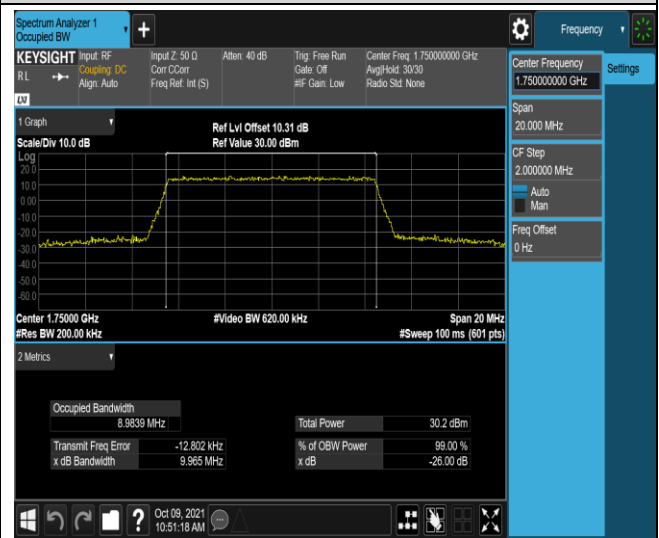 Spectrum Analyzer 1
Occupied BW
+
Frequency
KEYSIGHT
RL
LXI
Input: RF
Coupling: DC
Align: Auto
Input Z: 50 Ω
Corr CCorr
Freq Ref: Int (S)
Atten: 40 dB
Trig: Free Run
Gate: Off
#IF Gain: Low
Center Freq: 1.750000000 GHz
Avg|Hold: 30/30
Radio Std: None
Center Frequency
1.750000000 GHz
Settings
Span
20.000 MHz
CF Step
2.000000 MHz
Auto
Man
Freq Offset
0 Hz
1 Graph
Scale/Div 10.0 dB
Ref Lvl Offset 10.31 dB
Ref Value 30.00 dBm
Log
20.0
10.0
0.00
-10.0
-20.0
-30.0
-40.0
-50.0
-60.0
Center 1.75000 GHz
#Video BW 620.00 kHz
Span 20 MHz
#Res BW 200.00 kHz
#Sweep 100 ms (601 pts)
2 Metrics
Occupied Bandwidth
8.9839 MHz
Total Power 30.2 dBm
Transmit Freq Error -12.802 kHz
% of OBW Power 99.00 %
x dB Bandwidth 9.965 MHz
x dB -26.00 dB
?
Oct 09, 2021
10:51:18 AM